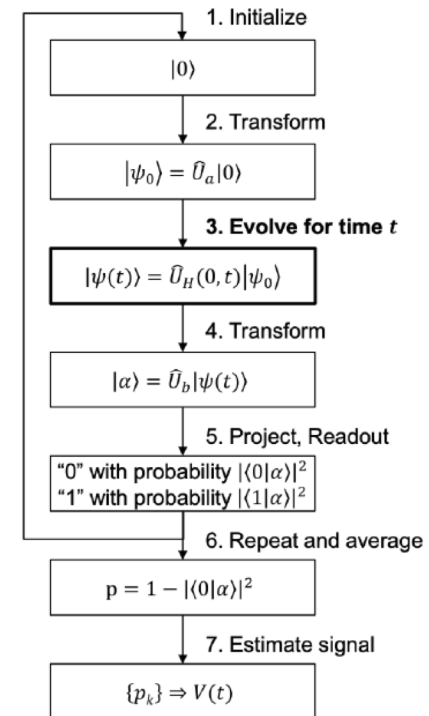 1. Initialize
|0⟩
2. Transform
|ψ₀⟩ = Û_a|0⟩
3. Evolve for time t
|ψ(t)⟩ = Û_H(0, t)|ψ₀⟩
4. Transform
|α⟩ = Û_b|ψ(t)⟩
5. Project, Readout
“0” with probability |⟨0|α⟩|²
“1” with probability |⟨1|α⟩|²
6. Repeat and average
p = 1 − |⟨0|α⟩|²
7. Estimate signal
{p_k} ⇒ V(t)